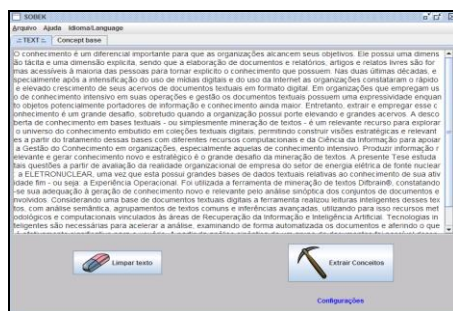 SOBEK
Arquivo Ajuda Idioma/Language
.:: TEXT ::. Concept base
O conhecimento é um diferencial importante para que as organizações alcancem seus objetivos. Ele possui uma dimens
ão tácita e uma dimensão explícita, sendo que a elaboração de documentos e relatórios, artigos e relatos livres são for
mas acessíveis à maioria das pessoas para tornar explícito o conhecimento que possuem. Nas duas últimas décadas, e
specialmente após a intensificação do uso de mídias digitais e do uso da Internet as organizações constataram o rápido
e elevado crescimento de seus acervos de documentos textuais em formato digital. Em organizações que empregam us
o de conhecimento intensivo em suas operações e gestão os documentos textuais possuem uma expressividade enquan
to objetos potencialmente portadores de informação e conhecimento ainda maior. Entretanto, extrair e empregar esse c
onhecimento é um grande desafio, sobretudo quando a organização possui porte elevado e grandes acervos. A desco
berta de conhecimento em bases textuais - ou simplesmente mineração de textos - é um relevante recurso para explorar
o universo do conhecimento embutido em coleções textuais digitais, permitindo construir visões estratégicas e relevant
es a partir do tratamento dessas bases com diferentes recursos computacionais e da Ciência da Informação para apoiar
a Gestão do Conhecimento em organizações, especialmente aquelas de conhecimento intensivo. Produzir informação r
elevante e gerar conhecimento novo e estratégico é o grande desafio da mineração de textos. A presente Tese estuda
tais questões a partir de avaliação da realidade organizacional de empresa do setor de energia elétrica de fonte nuclear
a ELETRONUCLEAR, uma vez que esta possui grandes bases de dados textuais relativas ao conhecimento de sua ativ
idade fim - ou seja: a Experiência Operacional. Foi utilizada a ferramenta de mineração de textos Difrain®, constatando
-se sua adequação à geração de conhecimento novo e relevante pelo análise sinóptica dos conjuntos de documentos e
nvolvidos. Considerando uma base de documentos textuais digitais a ferramenta realizou leituras inteligentes desses tex
tos, com análise semântica, agrupamentos de textos comuns e inferências avançadas, utilizando para isso recursos met
odológicos e computacionais vinculados às áreas de Recuperação da Informação e Inteligência Artificial. Tecnologias in
teligentes são necessárias para acelerar a análise, examinando de forma automatizada os documentos e aferindo o que
Limpar texto
Extrair Conceitos
Configurações